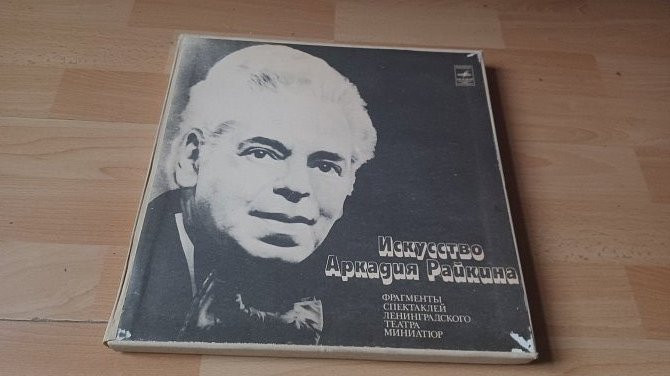 Искусство
Аркадия Райкина
ФРАГМЕНТЫ
СПЕКТАКЛЕЙ
ЛЕНИНГРАДСКОГО
ТЕАТРА
МИНИАТЮР